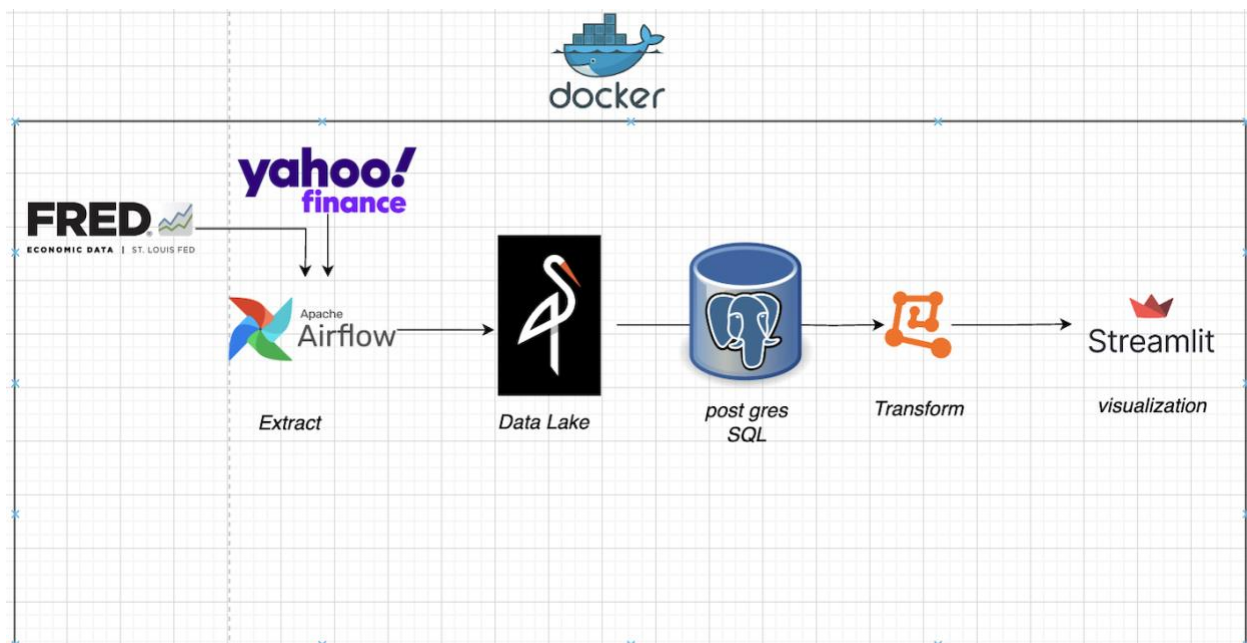 docker
yahoo!
finance
FRED
ECONOMIC DATA | ST. LOUIS FED
Apache
Airflow
Extract
Data Lake
post gres
SQL
Transform
Streamlit
visualization